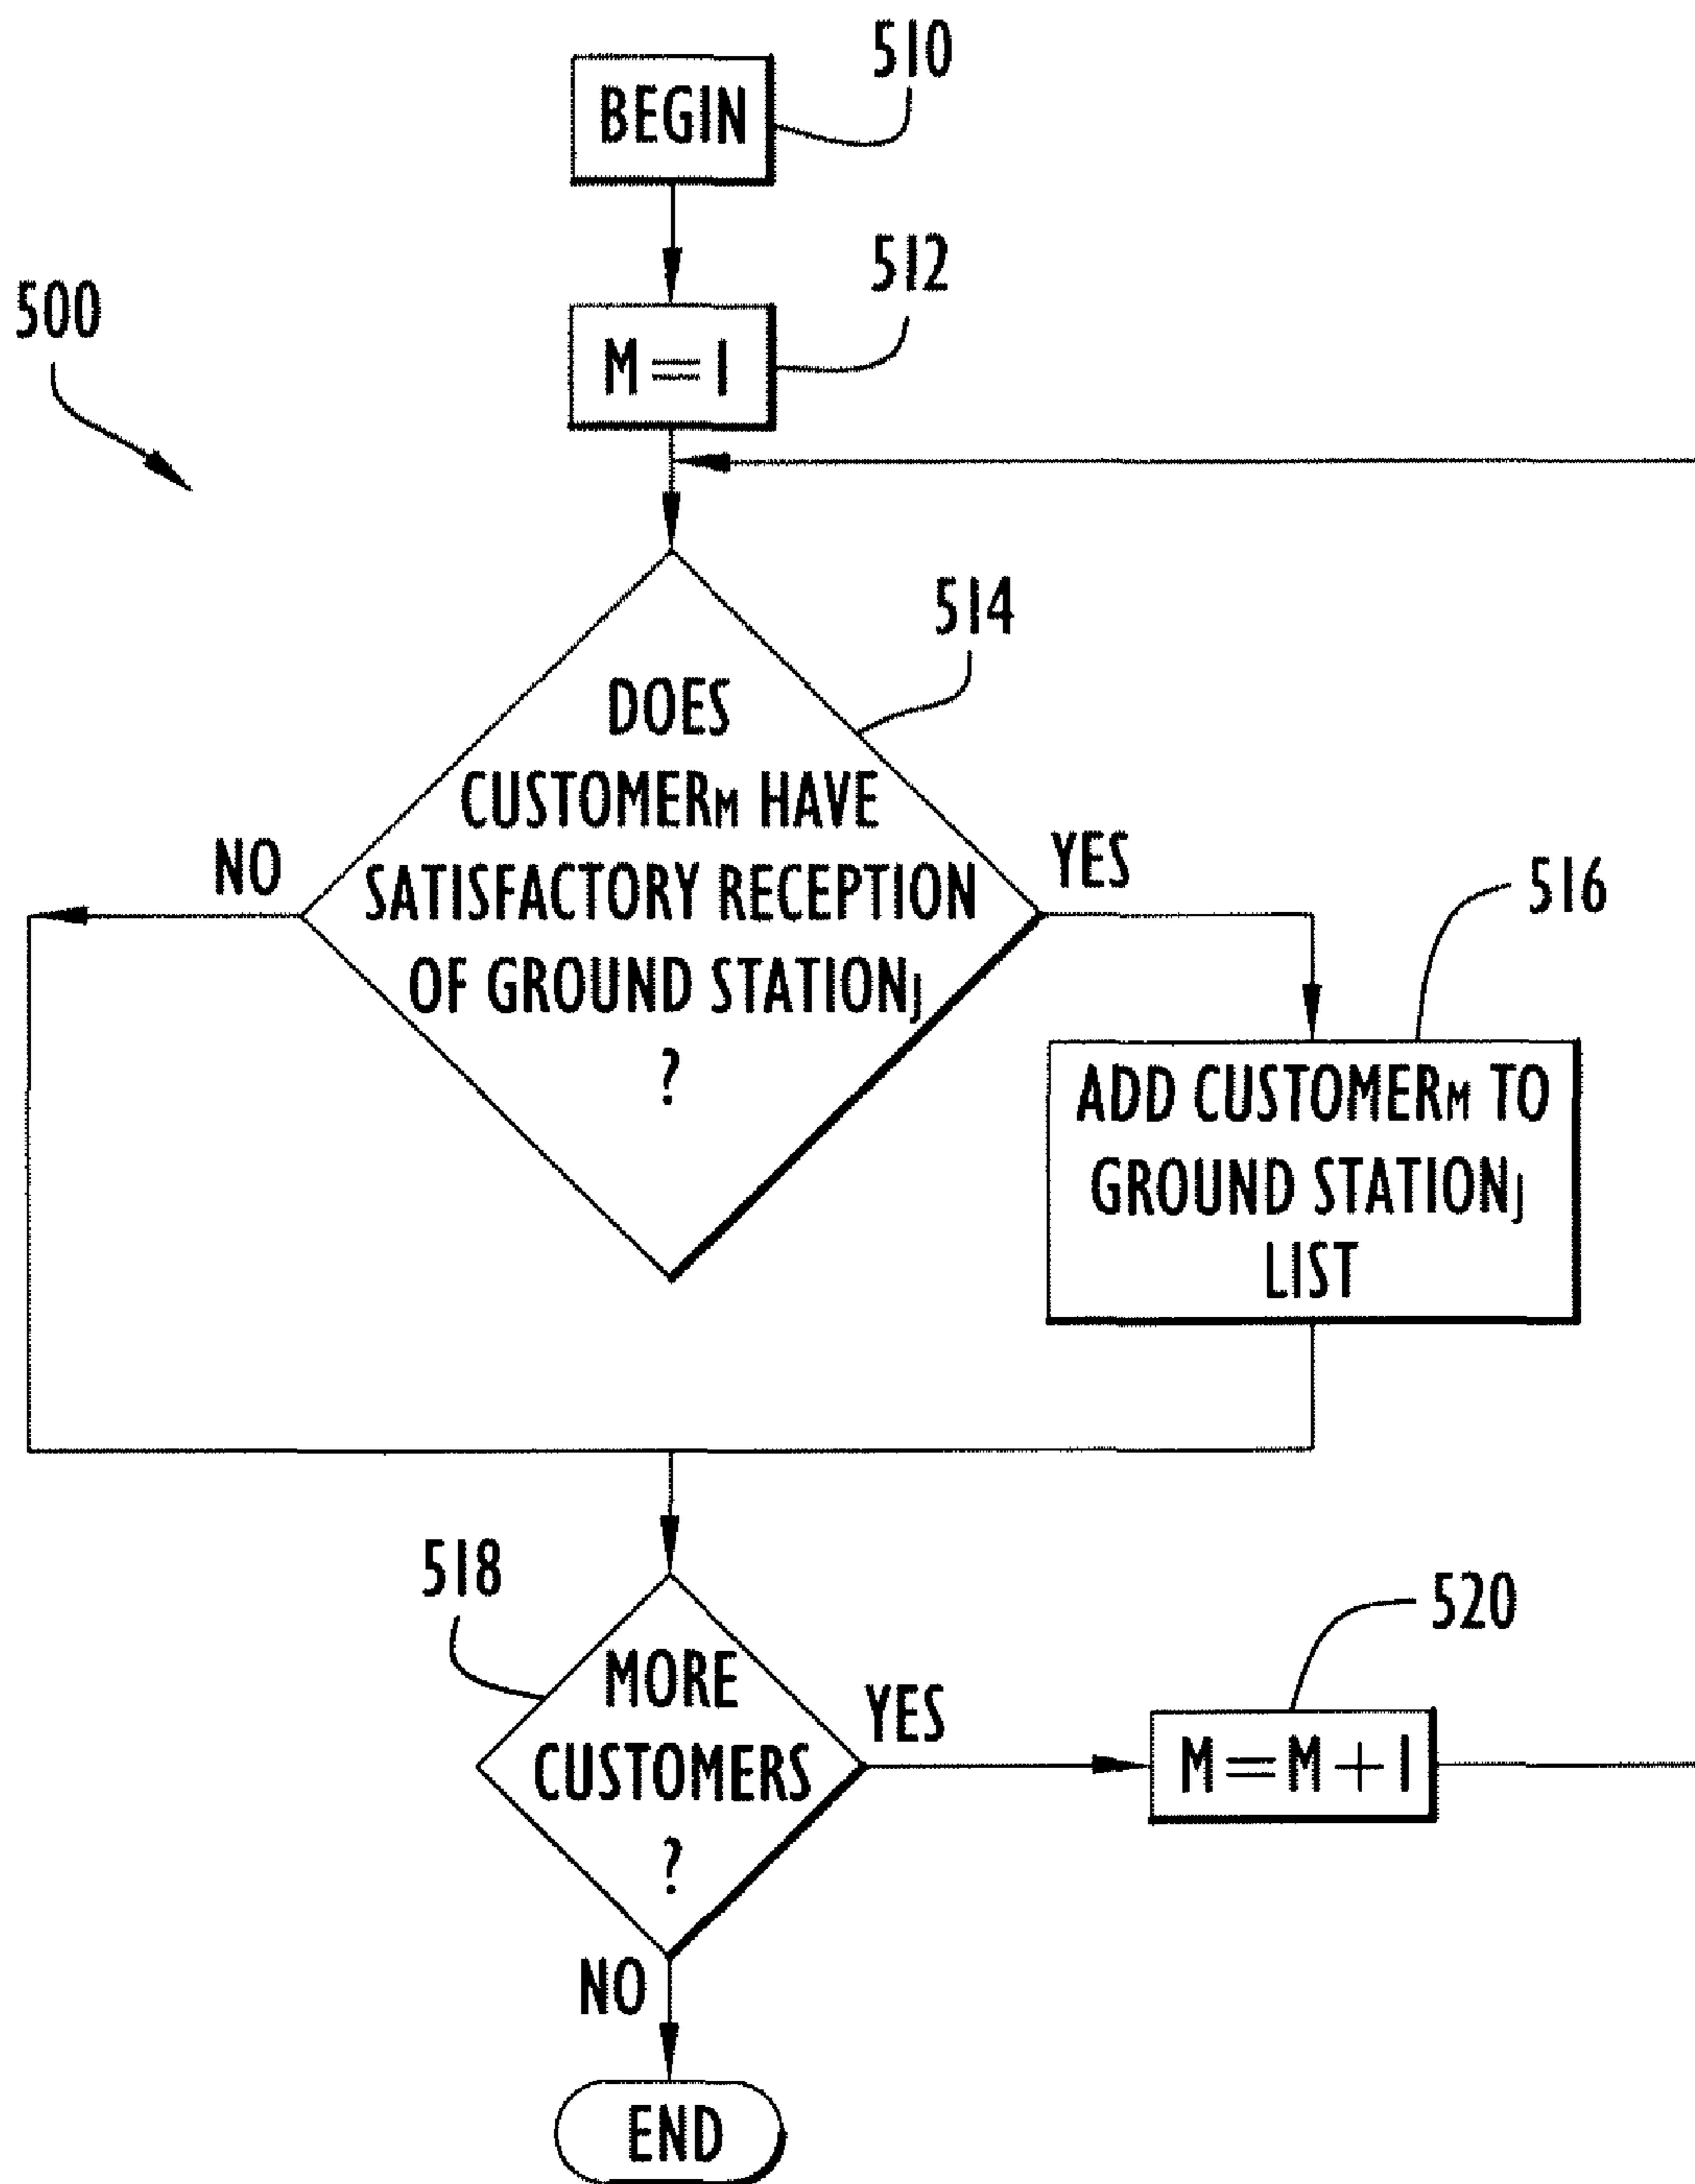 510
BEGIN
512
500
M = 1
514
DOES
CUSTOMERM HAVE
NO
YES
SATISFACTORY RECEPTION
516
OF GROUND STATIONJ
?
ADD CUSTOMERM TO
GROUND STATIONJ
LIST
518
520
MORE
YES
CUSTOMERS
M = M + 1
?
NO
END